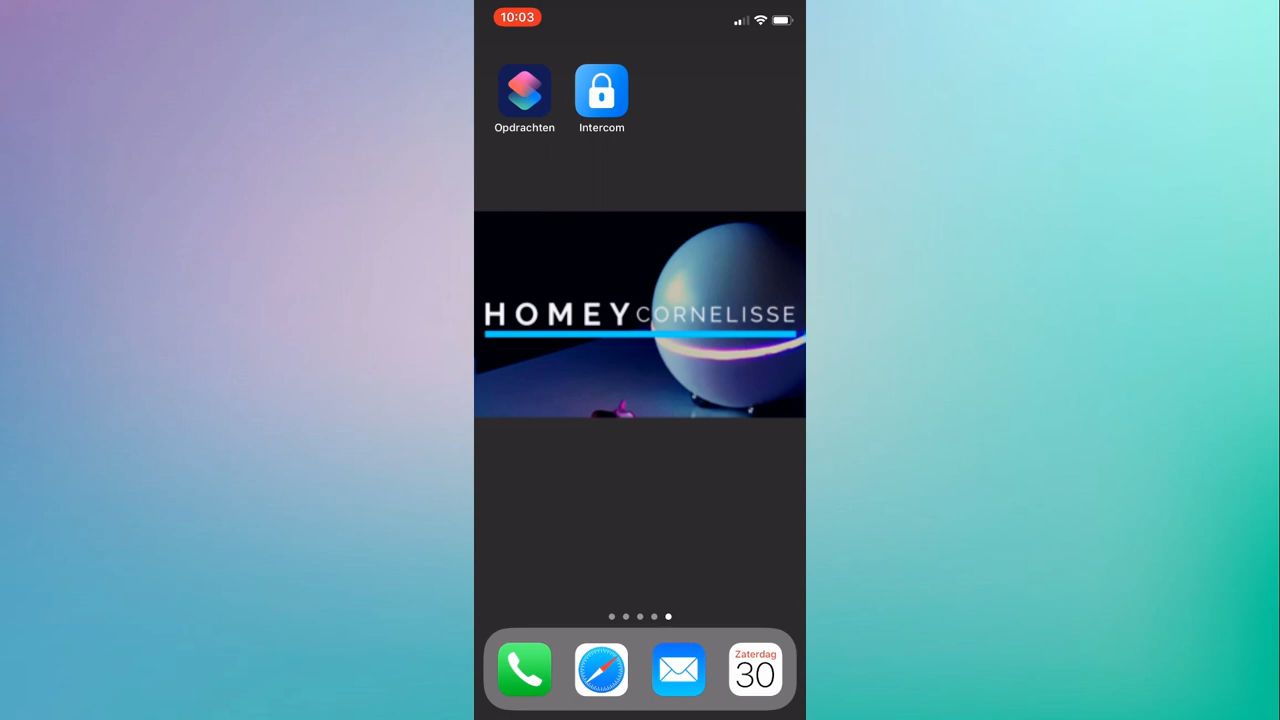 10:03
Opdrachten
Intercom
HOMEY CORNELISSE
Zaterdag
30